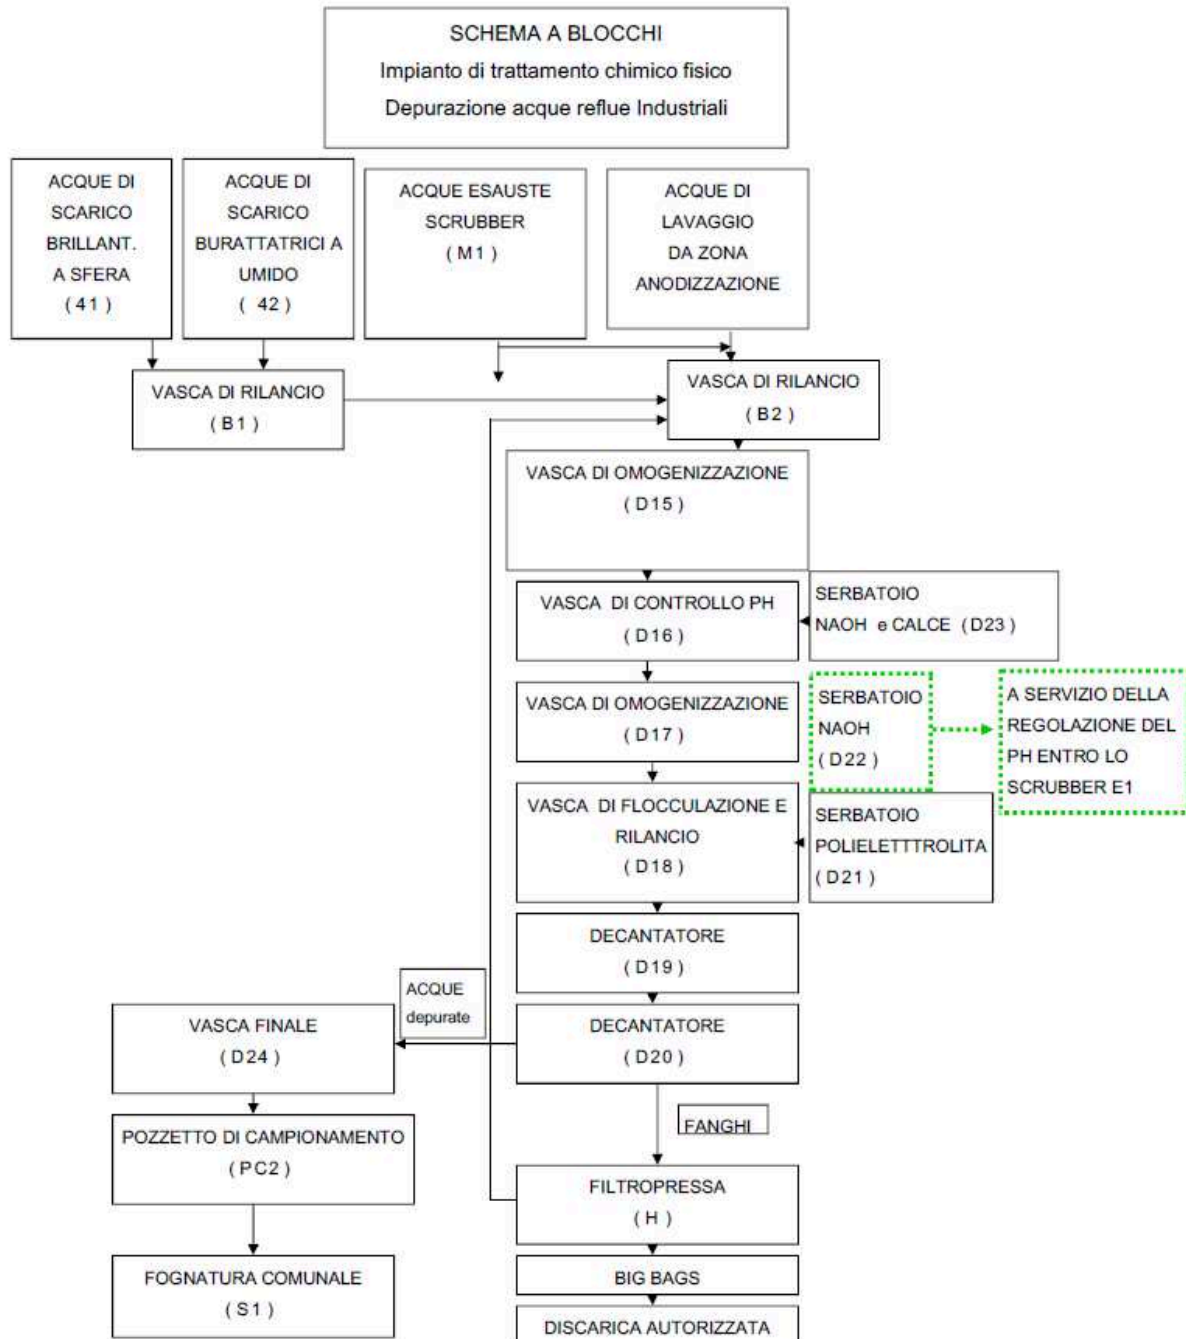 SCHEMA A BLOCCHI
Impianto di trattamento chimico fisico
Depurazione acque reflue Industriali
ACQUE DI
SCARICO
BRILLANT.
A SFERA
( 41 )
ACQUE DI
SCARICO
BURATTATRICI A
UMIDO
( 42 )
ACQUE ESAUSTE
SCRUBBER
( M1 )
ACQUE DI
LAVAGGIO
DA ZONA
ANODIZZAZIONE
VASCA DI RILANCIO
( B1 )
VASCA DI RILANCIO
( B2 )
VASCA DI OMOGENIZZAZIONE
( D15 )
VASCA DI CONTROLLO PH
( D16 )
SERBATOIO
NAOH e CALCE (D23 )
VASCA DI OMOGENIZZAZIONE
( D17 )
SERBATOIO
NAOH
( D22 )
A SERVIZIO DELLA
REGOLAZIONE DEL
PH ENTRO LO
SCRUBBER E1
VASCA DI FLOCCULAZIONE E
RILANCIO
( D18 )
SERBATOIO
POLIELETTTROLITA
( D21 )
DECANTATORE
( D19 )
ACQUE
depurate
DECANTATORE
( D20 )
VASCA FINALE
( D24 )
FANGHI
POZZETTO DI CAMPIONAMENTO
( PC2 )
FILTROPRESSA
( H )
FOGNATURA COMUNALE
( S1 )
BIG BAGS
DISCARICA AUTORIZZATA